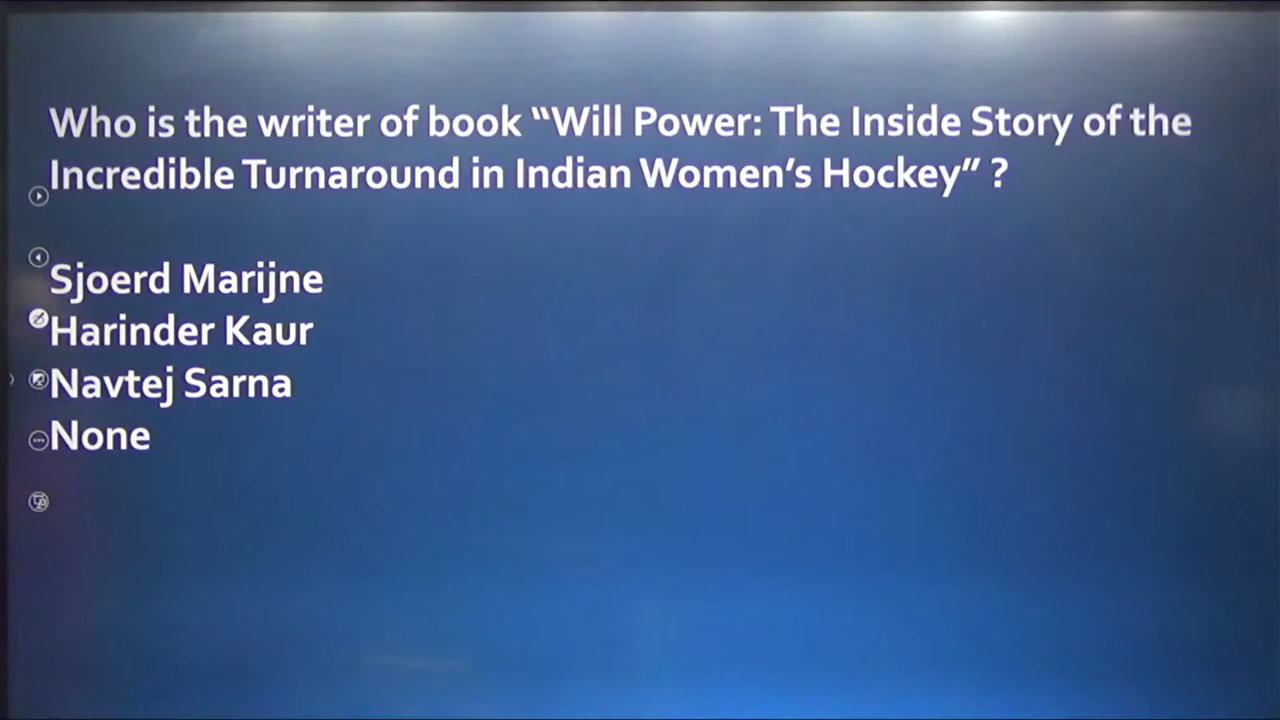 Who is the writer of book “Will Power: The Inside Story of the
Incredible Turnaround in Indian Women’s Hockey” ?
Sjoerd Marijne
Harinder Kaur
Navtej Sarna
None